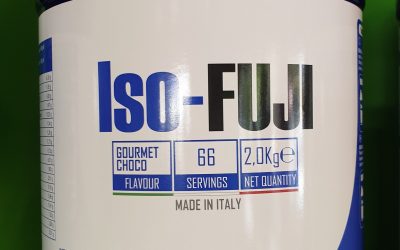 ISO-FUJI
GOURMET CHOCO 66 2,0Kg℮
FLAVOUR SERVINGS NET QUANTITY
MADE IN ITALY